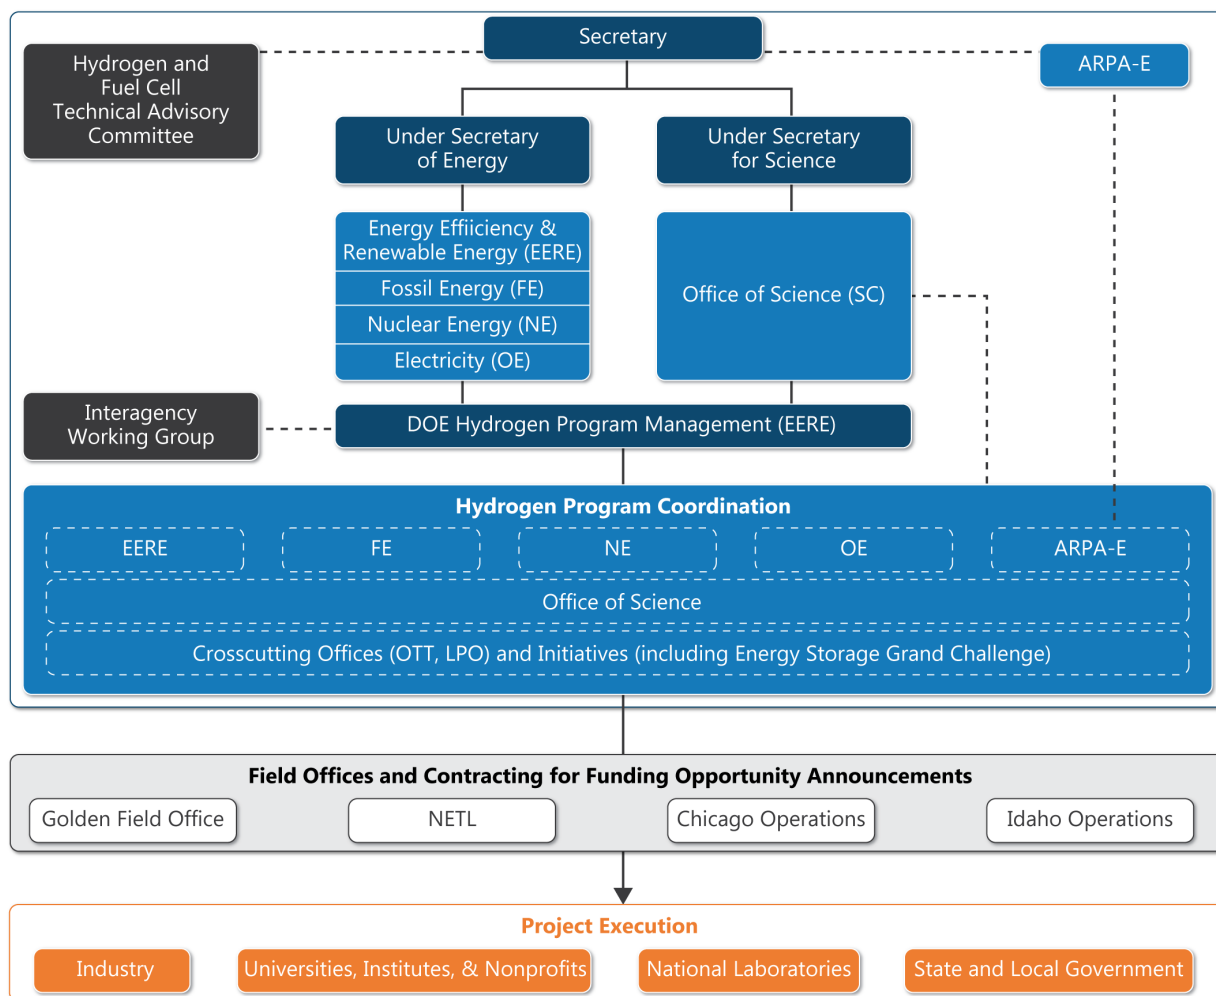 Secretary
Hydrogen and
Fuel Cell
Technical Advisory
Committee
ARPA-E
Under Secretary
of Energy
Under Secretary
for Science
Energy Effiiciency &
Renewable Energy (EERE)
Fossil Energy (FE)
Nuclear Energy (NE)
Electricity (OE)
Office of Science (SC)
Interagency
Working Group
DOE Hydrogen Program Management (EERE)
Hydrogen Program Coordination
EERE
FE
NE
OE
ARPA-E
Office of Science
Crosscutting Offices (OTT, LPO) and Initiatives (including Energy Storage Grand Challenge)
Field Offices and Contracting for Funding Opportunity Announcements
Golden Field Office
NETL
Chicago Operations
Idaho Operations
Project Execution
Industry
Universities, Institutes, & Nonprofits
National Laboratories
State and Local Government